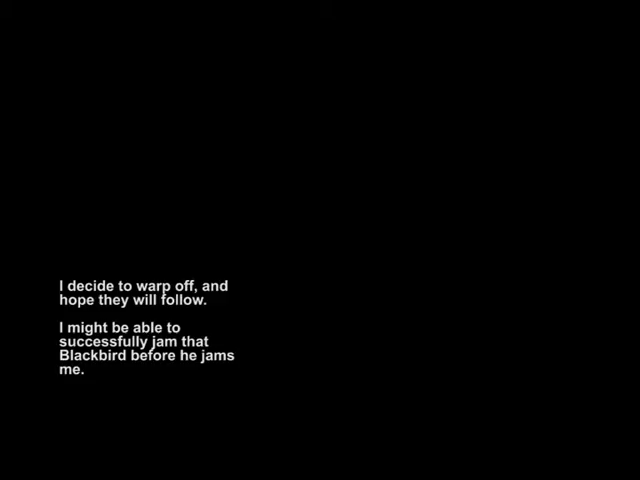 I decide to warp off, and
hope they will follow.
I might be able to
successfully jam that
Blackbird before he jams
me.